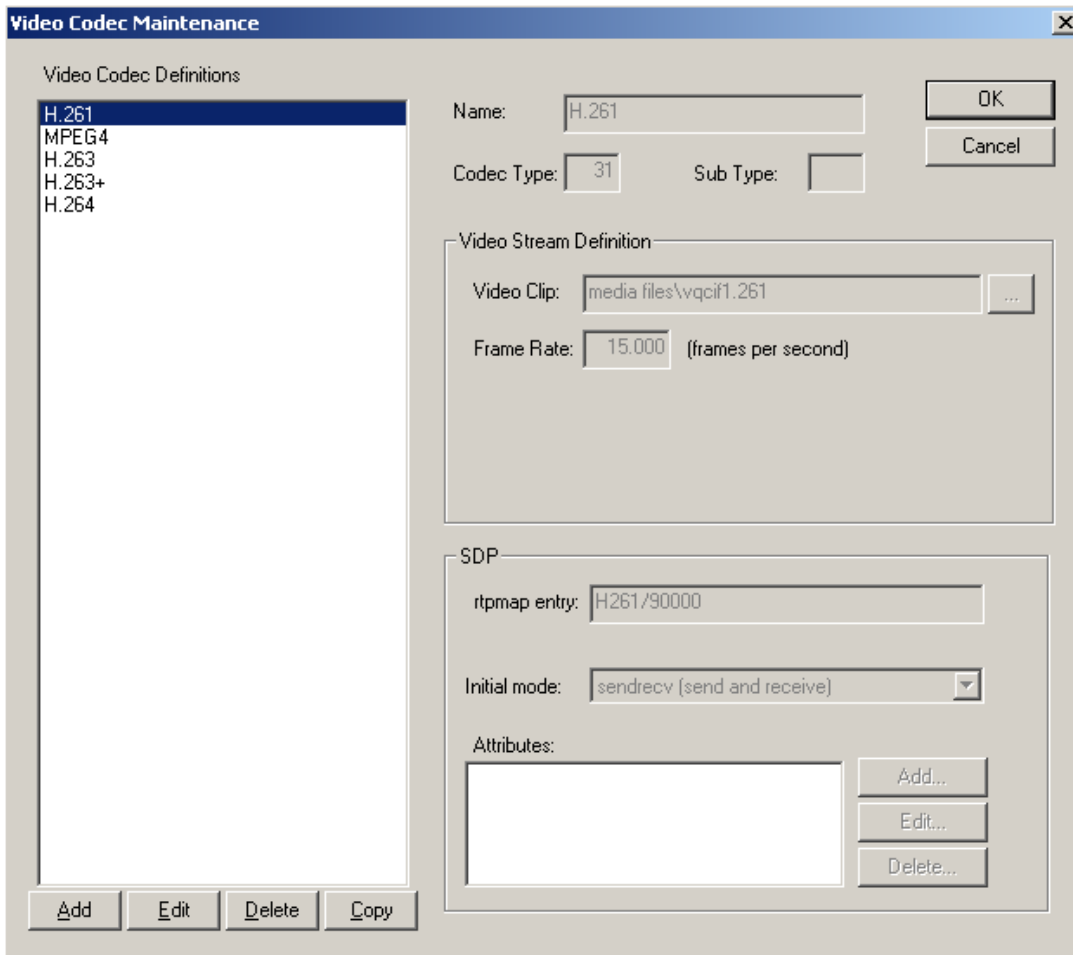 Video Codec Maintenance
Video Codec Definitions
H.261
MPEG4
H.263
H.263+
H.264
Add Edit Delete Copy
Name: H.261
Codec Type: 31 Sub Type:
OK
Cancel
Video Stream Definition
Video Clip: media files\vqcif1.261 ...
Frame Rate: 15.000 (frames per second)
SDP
rtpmap entry: H261/90000
Initial mode: sendrecv (send and receive)
Attributes:
Add...
Edit...
Delete...